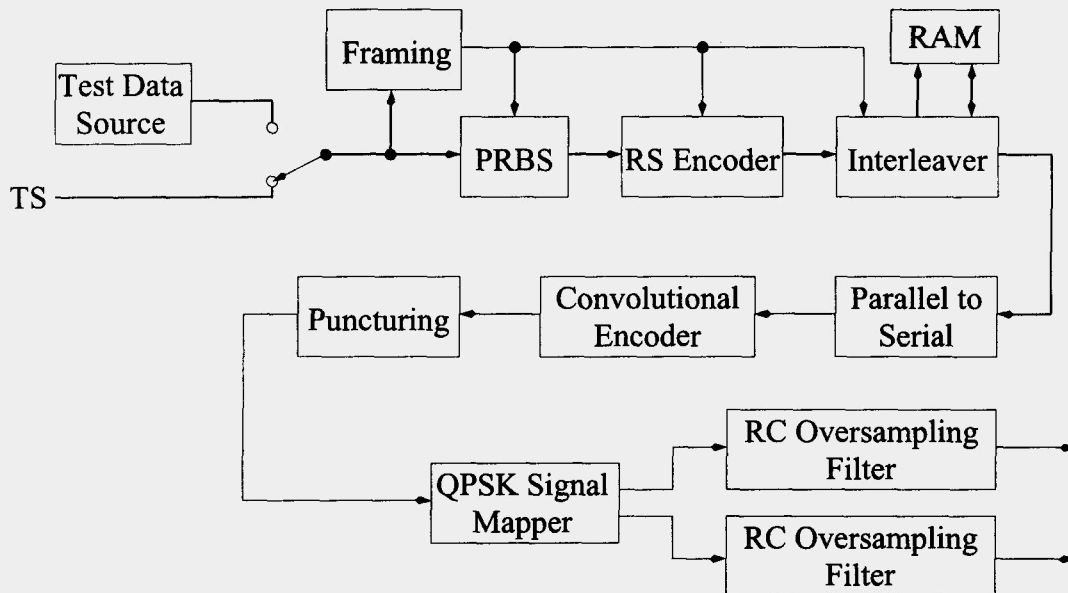 Framing
RAM
Test Data
Source
PRBS
RS Encoder
Interleaver
TS
Puncturing
Convolutional
Encoder
Parallel to
Serial
RC Oversampling
Filter
QPSK Signal
Mapper
RC Oversampling
Filter